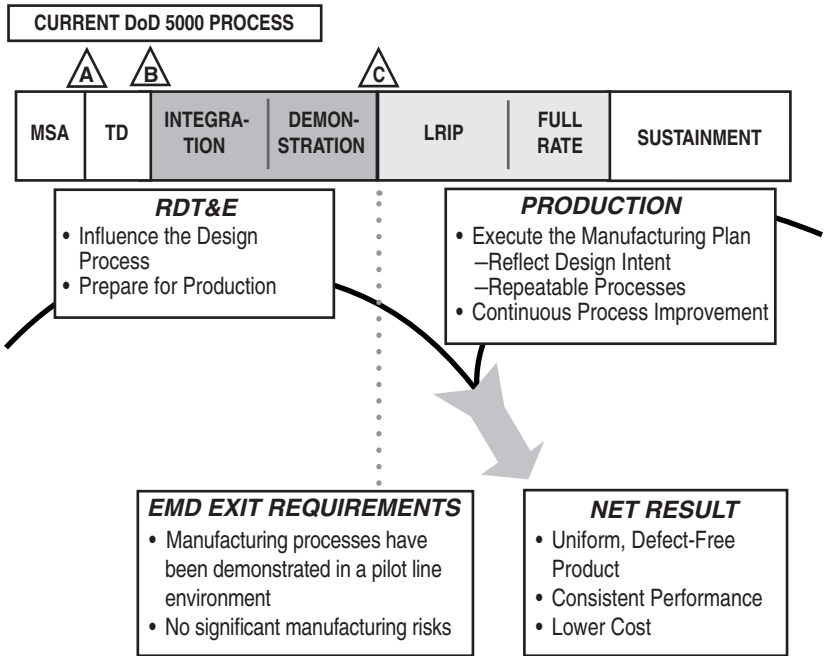 CURRENT DoD 5000 PROCESS
A
B
C
MSA
TD
INTEGRA-
TION
DEMON-
STRATION
LRIP
FULL
RATE
SUSTAINMENT
RDT&E
• Influence the Design
Process
• Prepare for Production
PRODUCTION
• Execute the Manufacturing Plan
–Reflect Design Intent
–Repeatable Processes
• Continuous Process Improvement
EMD EXIT REQUIREMENTS
• Manufacturing processes have
been demonstrated in a pilot line
environment
• No significant manufacturing risks
NET RESULT
• Uniform, Defect-Free
Product
• Consistent Performance
• Lower Cost